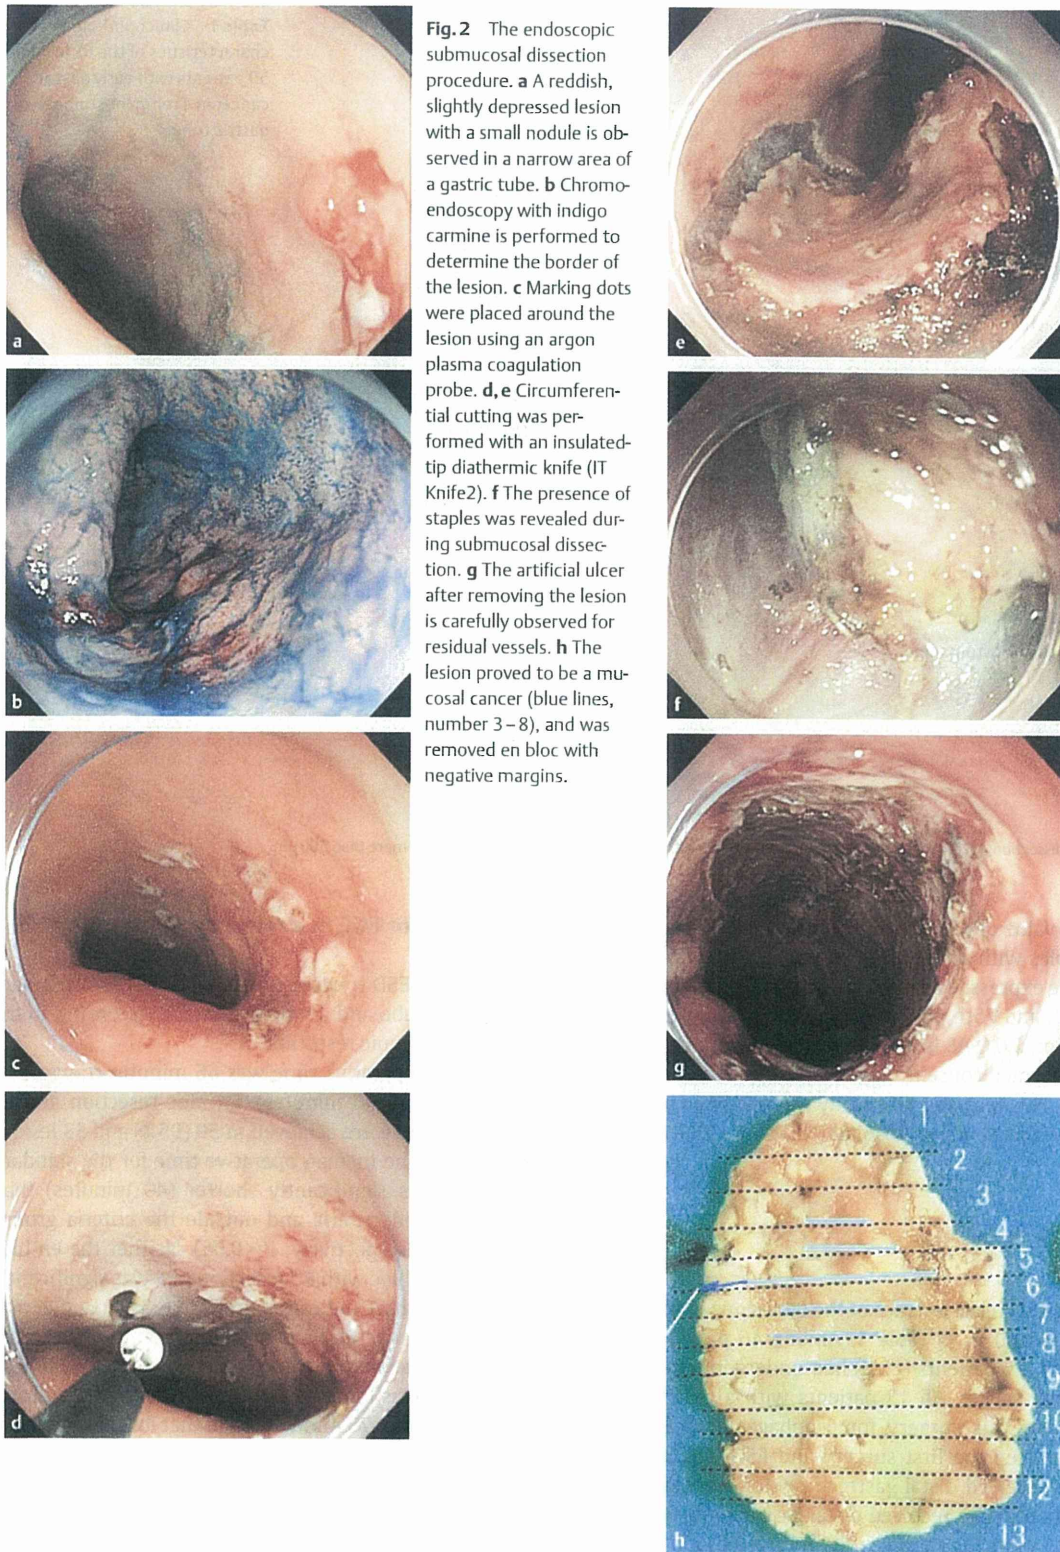 Fig. 2 The endoscopic
submucosal dissection
procedure. a A reddish,
slightly depressed lesion
with a small nodule is ob-
served in a narrow area of
a gastric tube. b Chromo-
endoscopy with indigo
carmine is performed to
determine the border of
the lesion. c Marking dots
were placed around the
lesion using an argon
plasma coagulation
probe. d, e Circumferen-
tial cutting was per-
formed with an insulated-
tip diathermic knife (IT
Knife2). f The presence of
staples was revealed dur-
ing submucosal dissec-
tion. g The artificial ulcer
after removing the lesion
is carefully observed for
residual vessels. h The
lesion proved to be a mu-
cosal cancer (blue lines,
number 3 – 8), and was
removed en bloc with
negative margins.
a
b
c
d
e
f
g
h
1
2
3
4
5
6
7
8
9
10
11
12
13